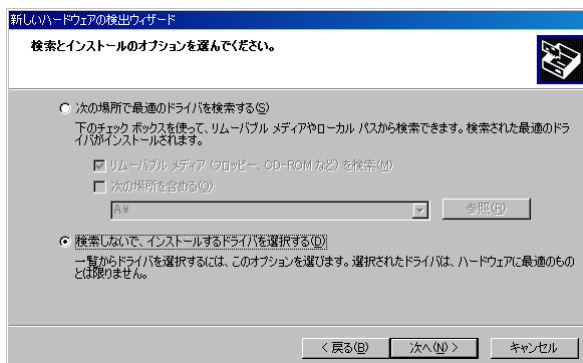 新しいハードウェアの検出ウィザード
検索とインストールのオプションを選んでください。
次の場所で最適のドライバを検索する(S)
下のチェック ボックスを使って、リムーバブル メディアやローカル パスから検索できます。検索された最適のドラ
イバがインストールされます。
リムーバブル メディア (フロッピー、CD-ROM など) を検索(M)
次の場所を含める(O):
A:¥
参照(R)
検索しないで、インストールするドライバを選択する(D)
一覧からドライバを選択するには、このオプションを選びます。選択されたドライバは、ハードウェアに最適のもの
とは限りません。
< 戻る(B)
次へ(N) >
キャンセル